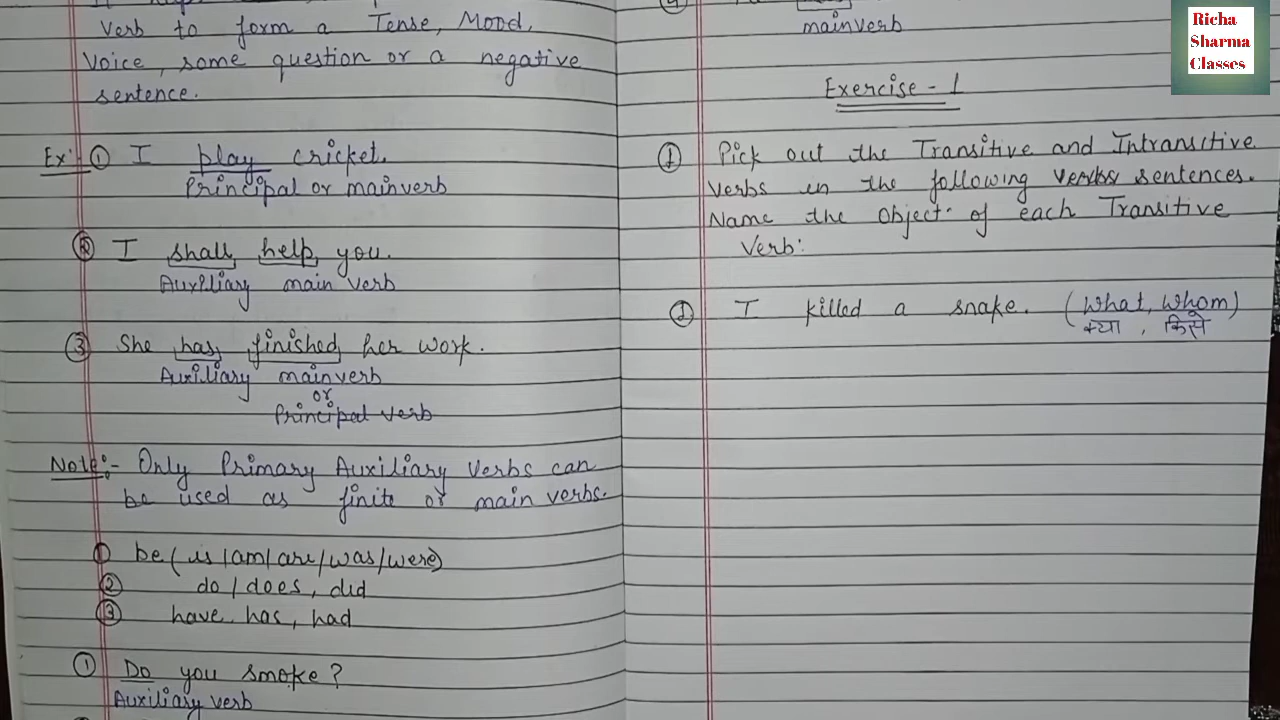 verb to form a Tense, Mood,
Voice, some question or a negative
sentence.
Ex: ① I play cricket.
Principal or mainverb
② I shall help you.
Auxiliary main verb
③ She has finished her work.
Auxiliary mainverb
or
Principal verb
Note:- Only Primary Auxiliary Verbs can
be used as finite or main verbs.
① be (is/am/are/was/were)
② do/does, did
③ have has, had
① Do you smoke?
Auxiliary verb
mainverb
Exercise - 1
① Pick out the Transitive and Intransitive
Verbs in the following verbs sentences.
Name the Object of each Transitive
Verb:
① I killed a snake. (What, Whom)
क्या, किसे
Richa
Sharma
Classes